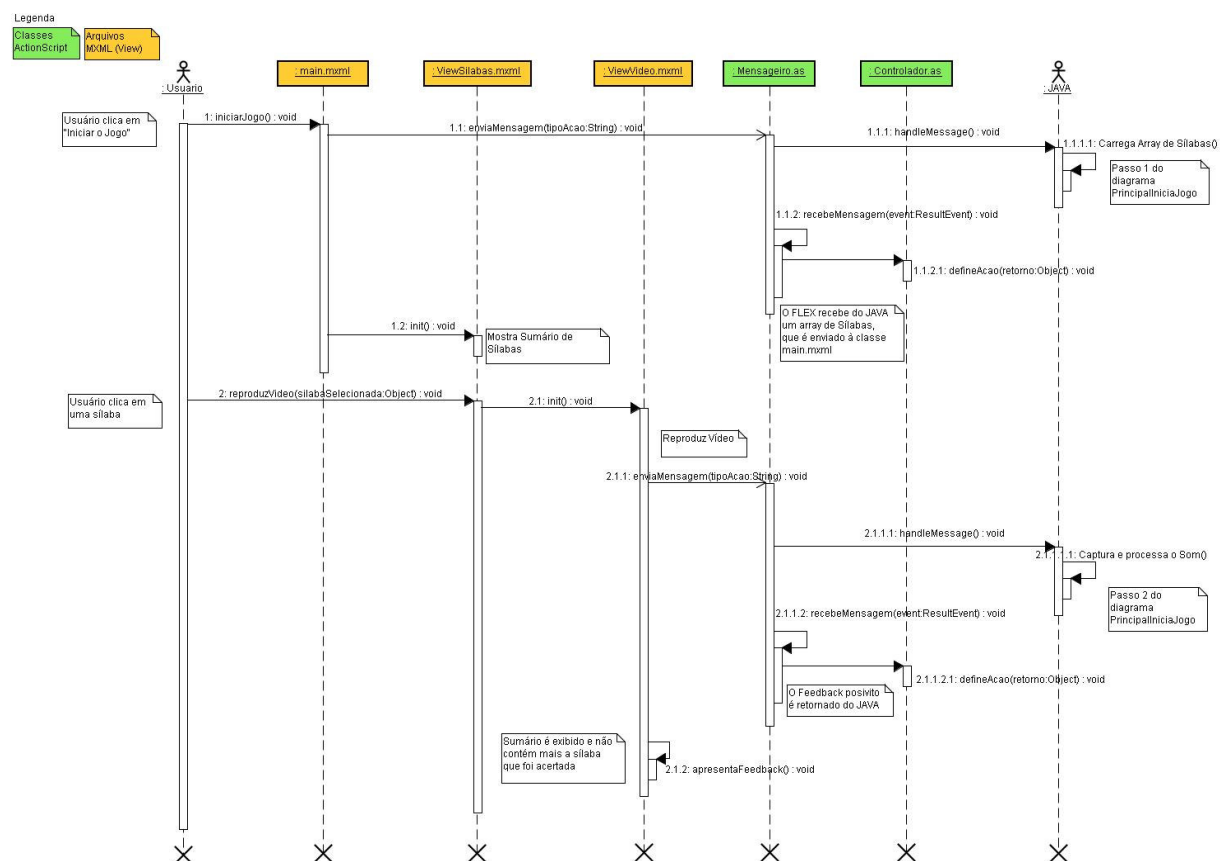 Legenda
Classes
ActionScript
Arquivos
MXML (View)
: Usuario
: main.mxml
: ViewSilabas.mxml
: ViewVideo.mxml
: Mensageiro.as
: Controlador.as
: JAVA
Usuário clica em
"Iniciar o Jogo"
1: iniciarJogo() : void
1.1: enviaMensagem(tipoAcao:String) : void
1.1.1: handleMessage() : void
1.1.1.1: Carrega Array de Sílabas()
Passo 1 do
diagrama
PrincipalIniciaJogo
1.1.2: recebeMensagem(event:ResultEvent) : void
1.1.2.1: defineAcao(retorno:Object) : void
O FLEX recebe do JAVA
um array de Sílabas,
que é enviado à classe
main.mxml
1.2: init() : void
Mostra Sumário de
Sílabas
Usuário clica em
uma sílaba
2: reproduzVideo(silabaSelecionada:Object) : void
2.1: init() : void
Reproduz Vídeo
2.1.1: enviaMensagem(tipoAcao:String) : void
2.1.1.1: handleMessage() : void
2.1.1.1.1: Captura e processa o Som()
Passo 2 do
diagrama
PrincipalIniciaJogo
2.1.1.2: recebeMensagem(event:ResultEvent) : void
2.1.1.2.1: defineAcao(retorno:Object) : void
O Feedback posivito
é retornado do JAVA
Sumário é exibido e não
contém mais a sílaba
que foi acertada
2.1.2: apresentaFeedback() : void